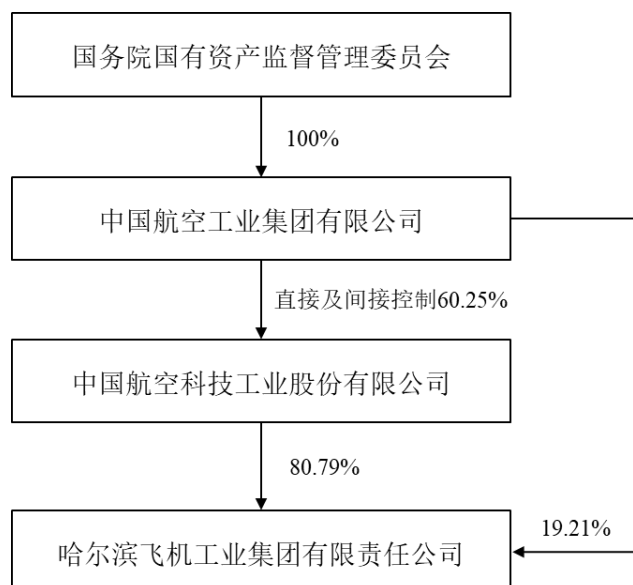 国务院国有资产监督管理委员会
100%
中国航空工业集团有限公司
直接及间接控制60.25%
中国航空科技工业股份有限公司
80.79%
19.21%
哈尔滨飞机工业集团有限责任公司